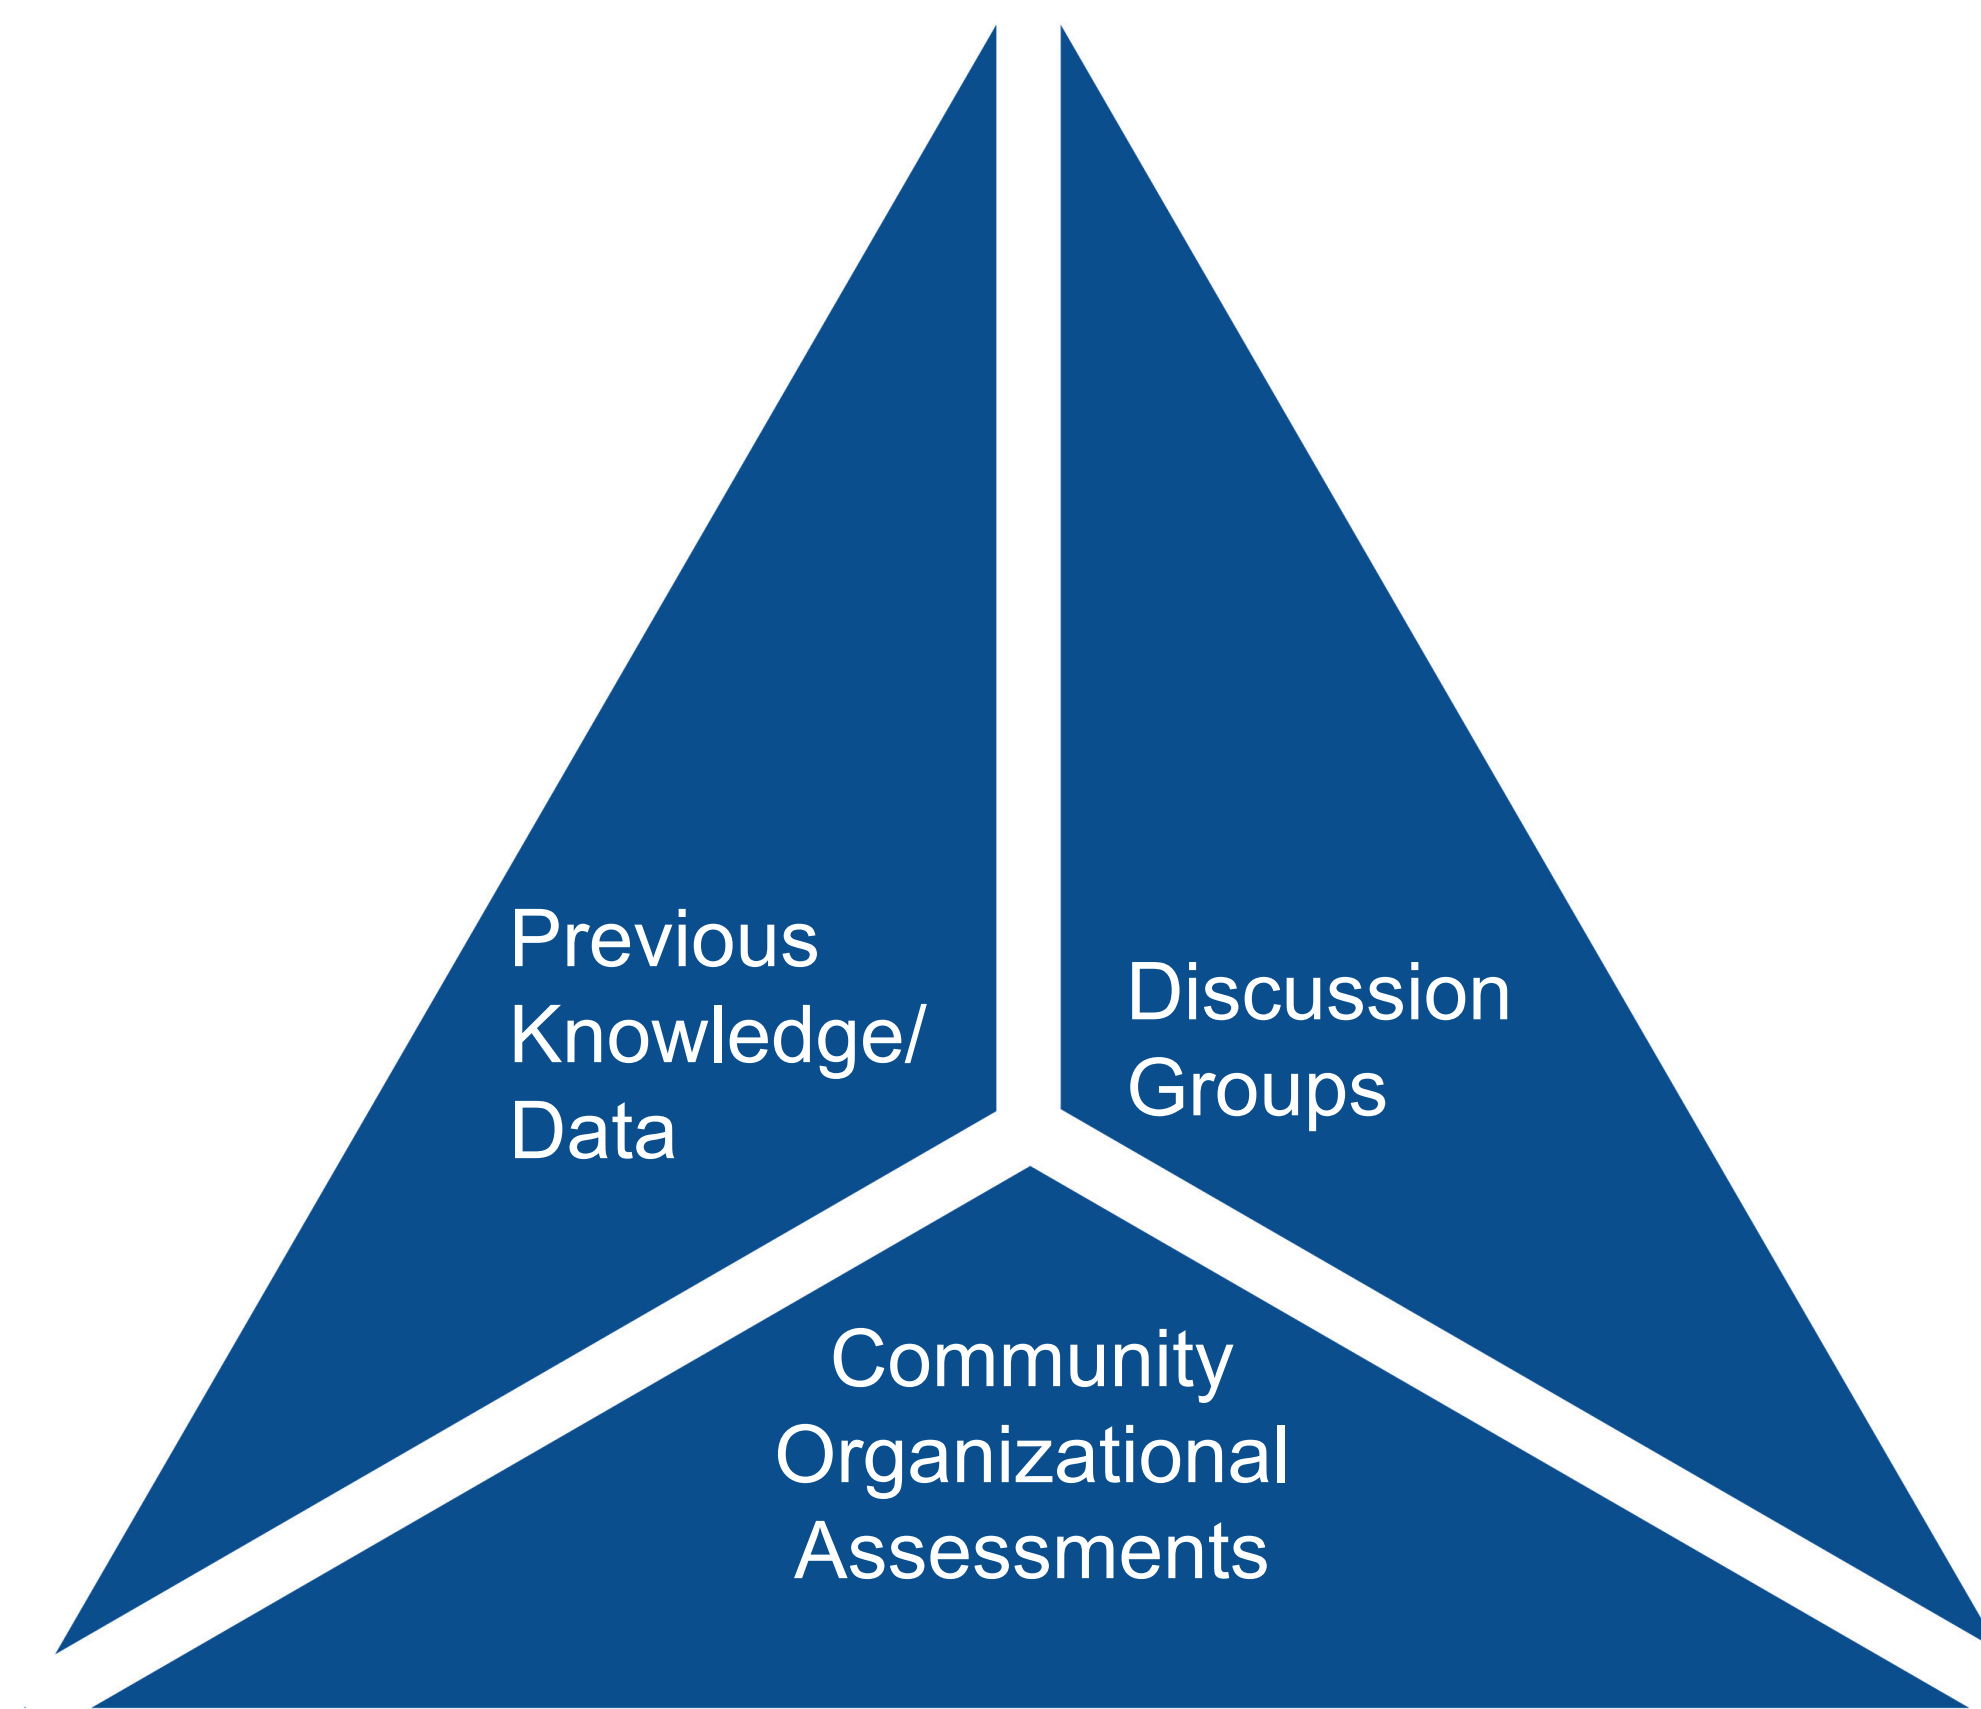 Previous
Knowledge/
Data
Discussion
Groups
Community
Organizational
Assessments